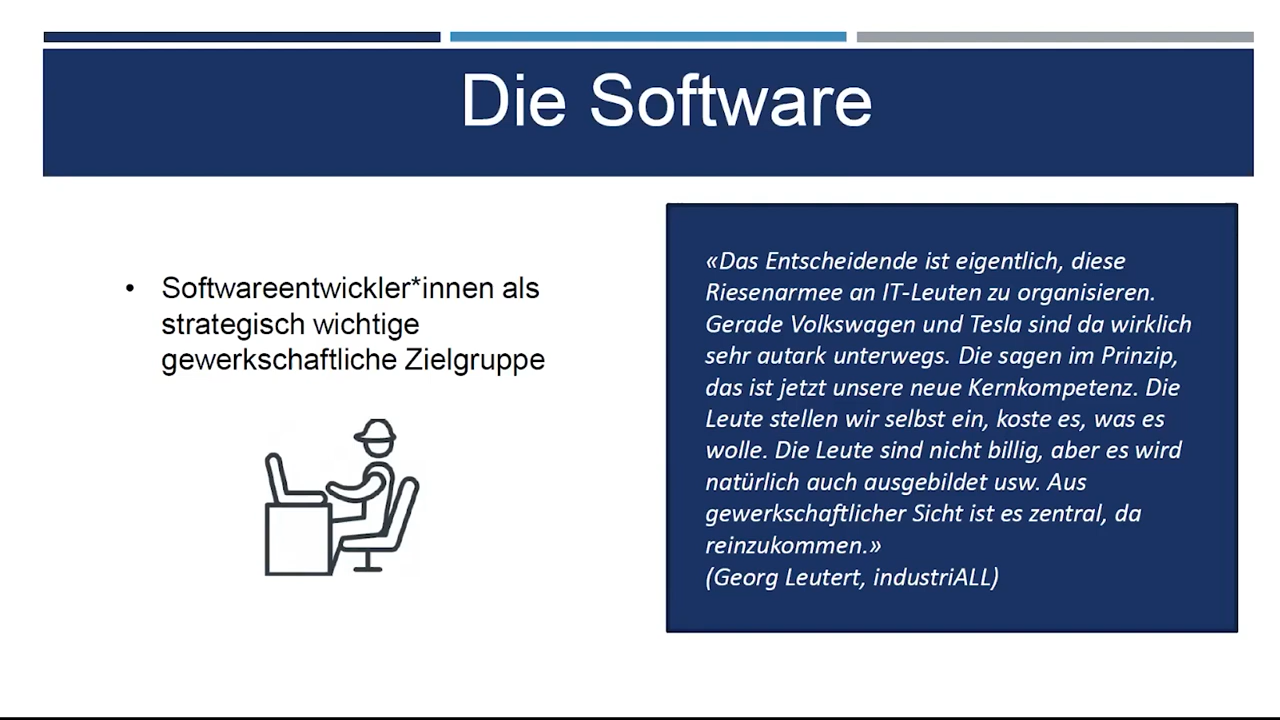 Die Software
• Softwareentwickler*innen als
strategisch wichtige
gewerkschaftliche Zielgruppe
«Das Entscheidende ist eigentlich, diese
Riesenarmee an IT-Leuten zu organisieren.
Gerade Volkswagen und Tesla sind da wirklich
sehr autark unterwegs. Die sagen im Prinzip,
das ist jetzt unsere neue Kernkompetenz. Die
Leute stellen wir selbst ein, koste es, was es
wolle. Die Leute sind nicht billig, aber es wird
natürlich auch ausgebildet usw. Aus
gewerkschaftlicher Sicht ist es zentral, da
reinzukommen.»
(Georg Leutert, industriALL)